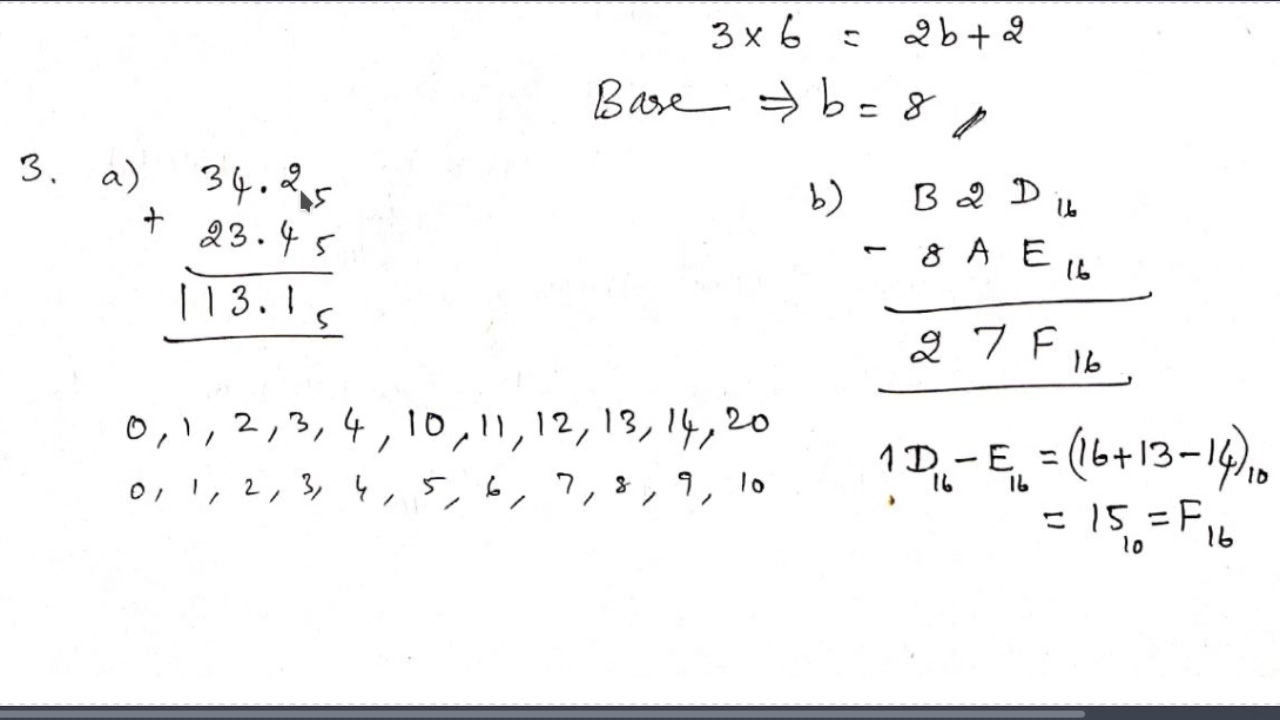 3 × 6 = 2b + 2
Base ⇒ b = 8
3. a) 34.2₅
+ 23.4₅
113.1₅
b) B 2 D₁₆
- 8 A E₁₆
2 7 F₁₆
0, 1, 2, 3, 4, 10, 11, 12, 13, 14, 20
0, 1, 2, 3, 4, 5, 6, 7, 8, 9, 10
1D₁₆ - E₁₆ = (16+13-14)₁₀
= 15₁₀ = F₁₆